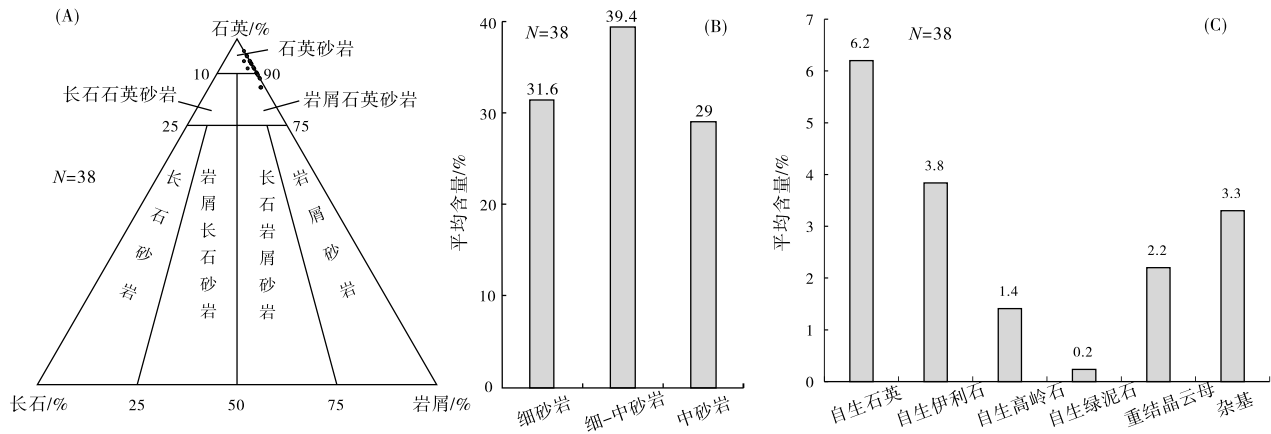 (A)
石英/%
石英砂岩
10
90
长石石英砂岩
岩屑石英砂岩
25
75
N=38
长石砂岩
岩屑长石砂岩
长石岩屑砂岩
岩屑砂岩
长石/%
25
50
75
岩屑/%
(B)
N=38
平均含量/%
40
30
20
10
0
31.6
39.4
29
细砂岩
细-中砂岩
中砂岩
(C)
N=38
平均含量/%
7
6
5
4
3
2
1
0
6.2
3.8
1.4
0.2
2.2
3.3
自生石英
自生伊利石
自生高岭石
自生绿泥石
重结晶云母
杂基